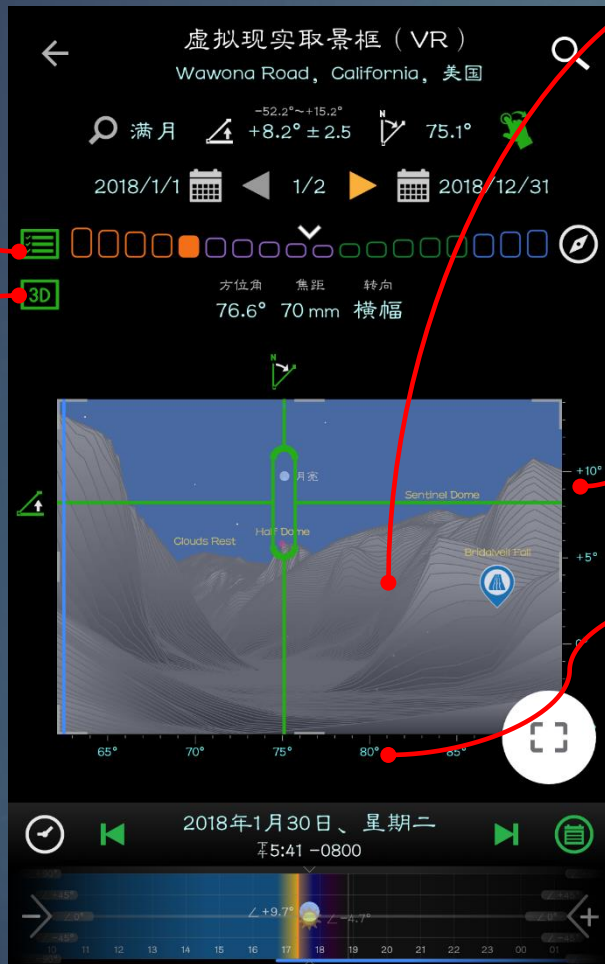 虚拟现实取景框（VR）
Wawona Road, California, 美国
-52.2°~+15.2°
满月 +8.2° ± 2.5 N 75.1°
2018/1/1 1/2 2018/12/31
方位角 焦距 转向
3D 76.6° 70 mm 横幅
N
月亮
+10°
Sentinel Dome
Half Dome
Clouds Rest
Bridalveil Fall
+5°
65° 70° 75° 80° 85°
2018年1月30日、星期二
下午5:41 -0800
∠+9.7° ∠-4.7°
∠0° ∠0°
10 11 12 13 14 15 16 17 18 19 20 21 22 23 00 01